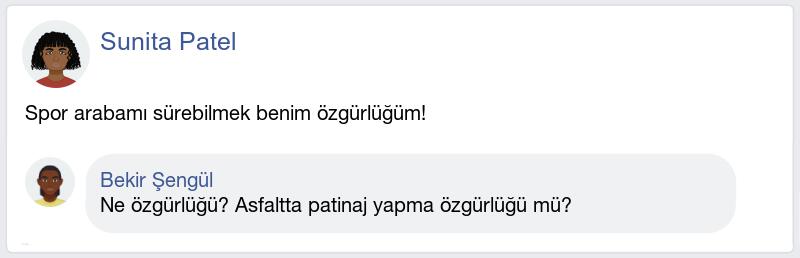 Sunita Patel
Spor arabamı sürebilmek benim özgürlüğüm!
Bekir Şengül
Ne özgürlüğü? Asfaltta patinaj yapma özgürlüğü mü?